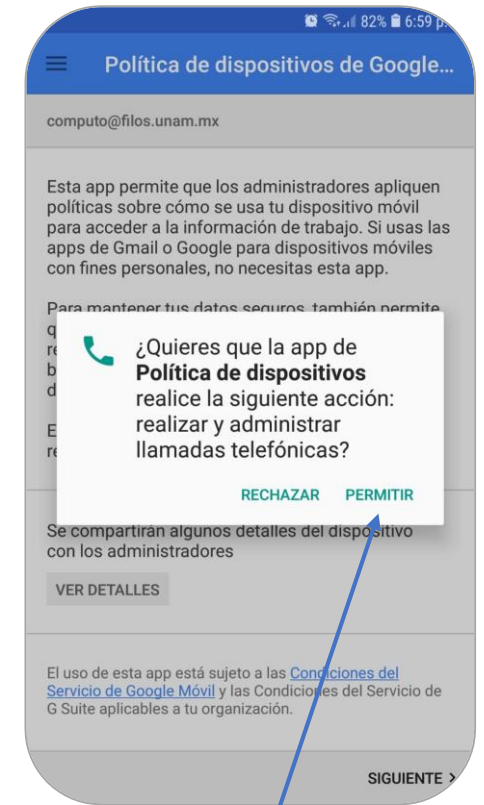 82% 6:59 p.
Política de dispositivos de Google...
computo@filos.unam.mx
Esta app permite que los administradores apliquen
políticas sobre cómo se usa tu dispositivo móvil
para acceder a la información de trabajo. Si usas las
apps de Gmail o Google para dispositivos móviles
con fines personales, no necesitas esta app.
Para mantener tus datos seguros, también permite
¿Quieres que la app de
Política de dispositivos
realice la siguiente acción:
realizar y administrar
llamadas telefónicas?
RECHAZAR PERMITIR
Se compartirán algunos detalles del dispositivo
con los administradores
VER DETALLES
El uso de esta app está sujeto a las Condiciones del
Servicio de Google Móvil y las Condiciones del Servicio de
G Suite aplicables a tu organización.
SIGUIENTE >